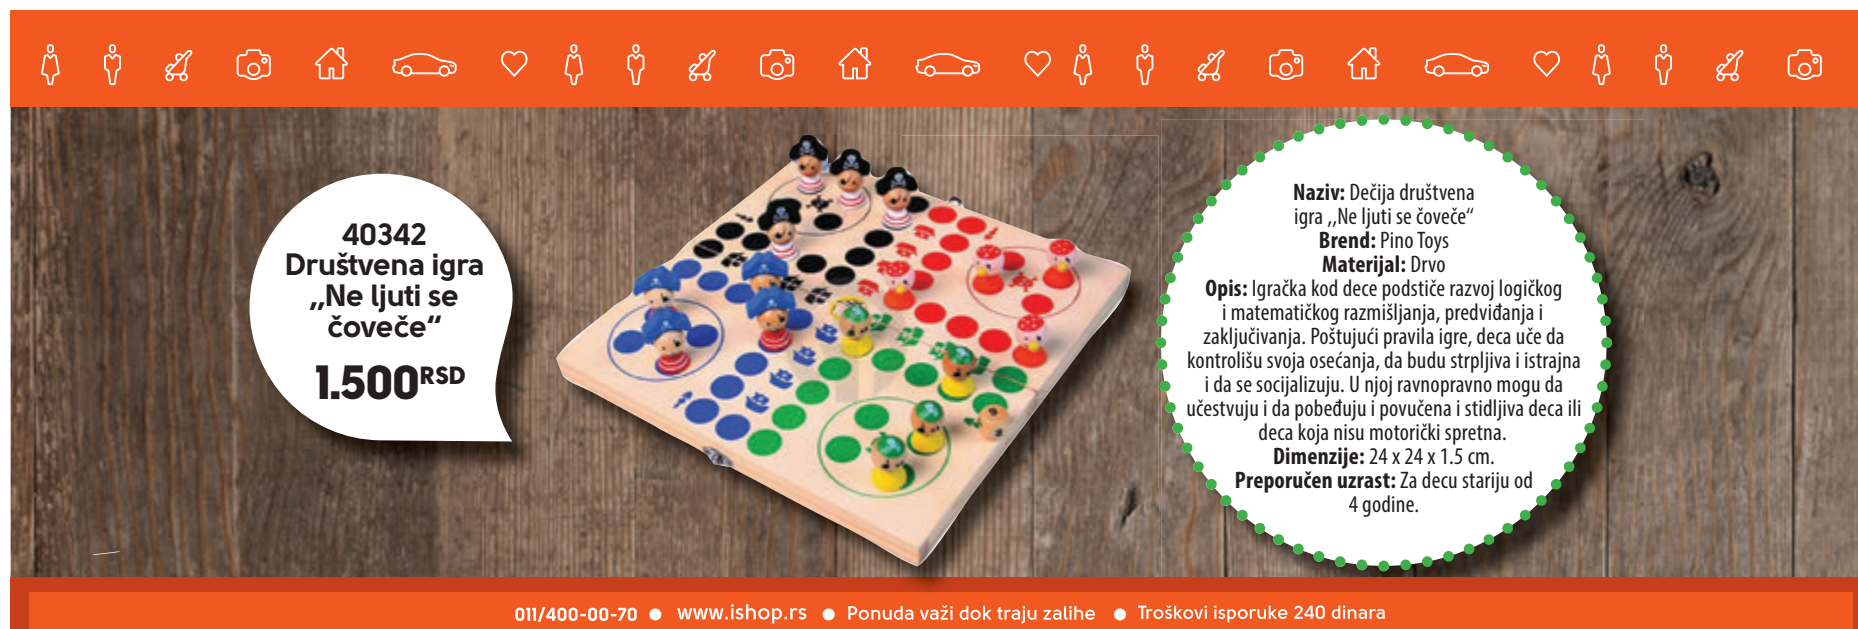 40342
Društvena igra
„Ne ljuti se
čoveče“
1.500RSD
Naziv: Dečija društvena
igra „Ne ljuti se čoveče“
Brend: Pino Toys
Materijal: Drvo
Opis: Igračka kod dece podstiče razvoj logičkog
i matematičkog razmišljanja, predviđanja i
zaključivanja. Poštujući pravila igre, deca uče da
kontrolišu svoja osećanja, da budu strpljiva i istrajna
i da se socijalizuju. U njoj ravnopravno mogu da
učestvuju i da pobeđuju i povučena i stidljiva deca ili
deca koja nisu motorički spretna.
Dimenzije: 24 x 24 x 1.5 cm.
Preporučen uzrast: Za decu stariju od
4 godine.
011/400-00-70 ● www.ishop.rs ● Ponuda važi dok traju zalihe ● Troškovi isporuke 240 dinara